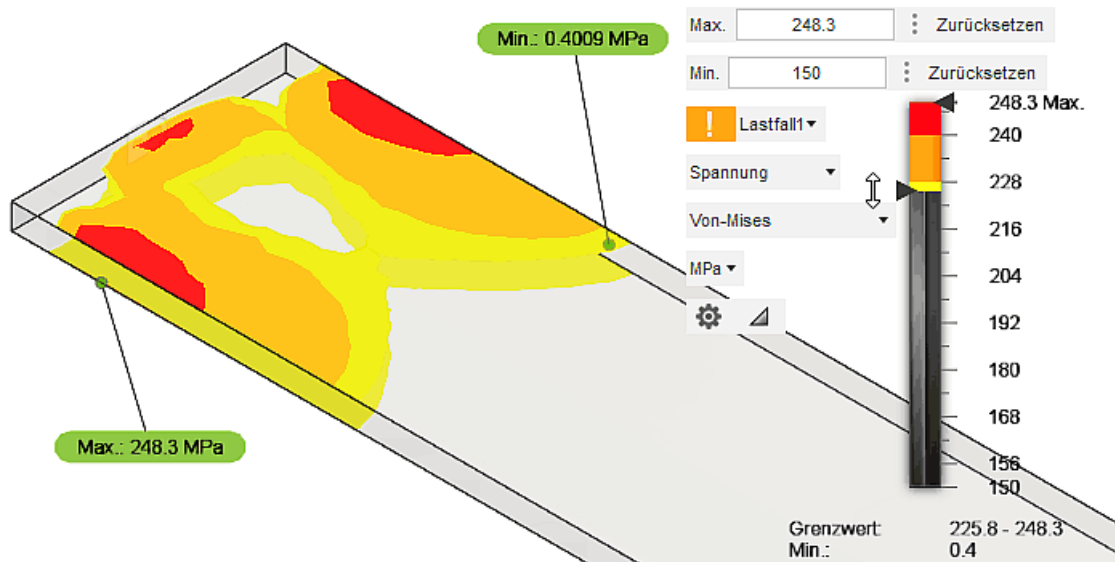 Min.: 0.4009 MPa
Max.: 248.3 MPa
Max. 248.3 Zurücksetzen
Min. 150 Zurücksetzen
! Lastfall1
Spannung
Von-Mises
MPa
248.3 Max.
240
228
216
204
192
180
168
156
150
Grenzwert: 225.8 - 248.3
Min.: 0.4